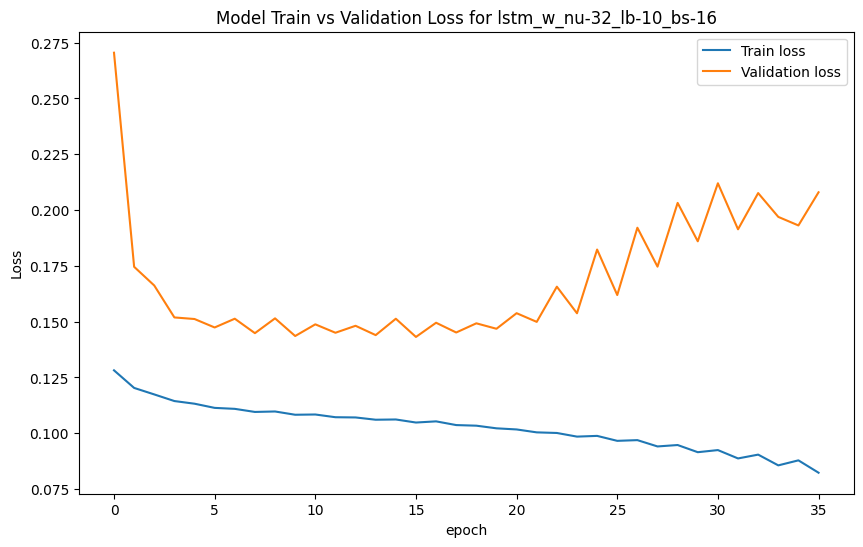 Model Train vs Validation Loss for lstm_w_nu-32_lb-10_bs-16
Train loss
Validation loss
0.275
0.250
0.225
0.200
0.175
0.150
0.125
0.100
0.075
Loss
0 5 10 15 20 25 30 35
epoch